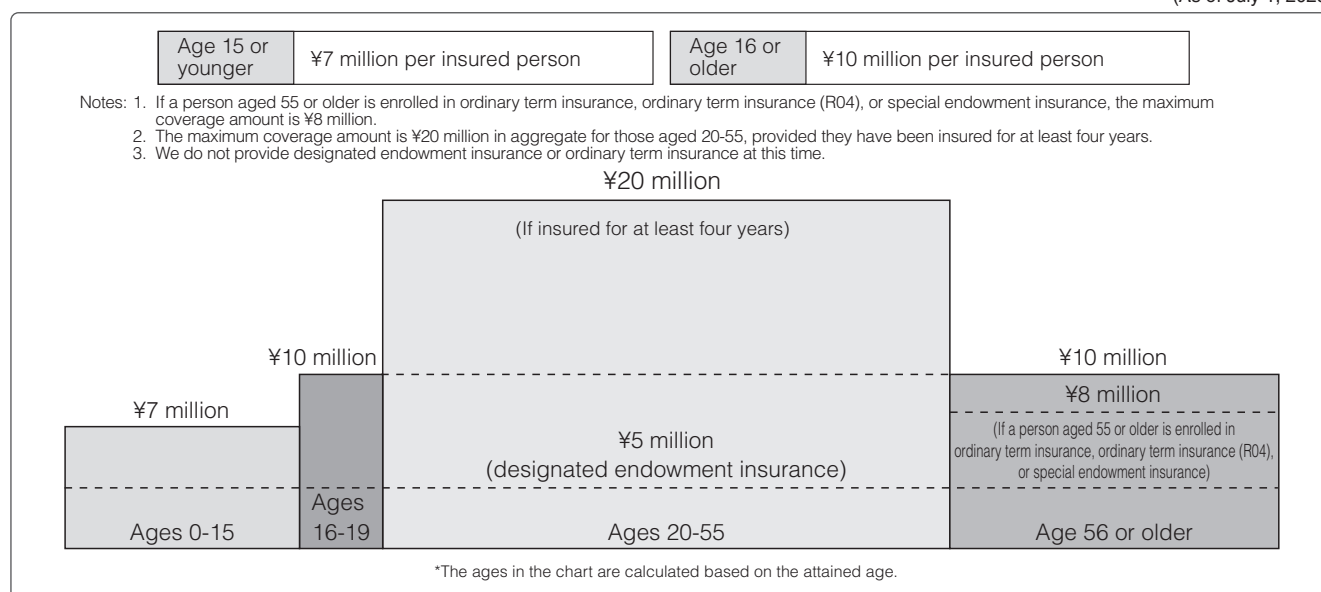 Age 15 or
younger
¥7 million per insured person
Age 16 or
older
¥10 million per insured person
Notes: 1. If a person aged 55 or older is enrolled in ordinary term insurance, ordinary term insurance (R04), or special endowment insurance, the maximum
coverage amount is ¥8 million.
2. The maximum coverage amount is ¥20 million in aggregate for those aged 20-55, provided they have been insured for at least four years.
3. We do not provide designated endowment insurance or ordinary term insurance at this time.
¥20 million
(If insured for at least four years)
¥10 million
¥10 million
¥7 million
¥8 million
¥5 million
(designated endowment insurance)
(If a person aged 55 or older is enrolled in
ordinary term insurance, ordinary term insurance (R04),
or special endowment insurance)
Ages 0-15
Ages
16-19
Ages 20-55
Age 56 or older
*The ages in the chart are calculated based on the attained age.